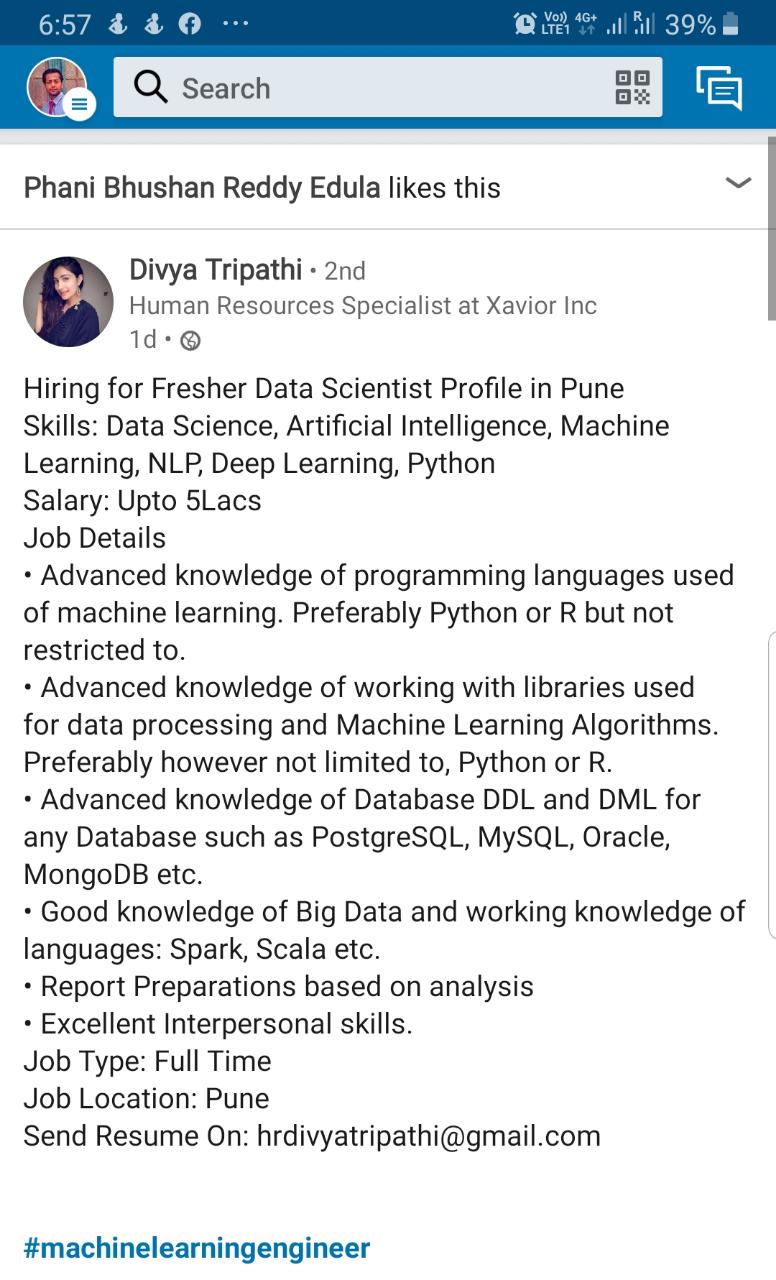 6:57 ... Vo)) LTE1 4G+ R 39%
Search
Phani Bhushan Reddy Edula likes this
Divya Tripathi • 2nd
Human Resources Specialist at Xavior Inc
1d •
Hiring for Fresher Data Scientist Profile in Pune
Skills: Data Science, Artificial Intelligence, Machine
Learning, NLP, Deep Learning, Python
Salary: Upto 5Lacs
Job Details
• Advanced knowledge of programming languages used
of machine learning. Preferably Python or R but not
restricted to.
• Advanced knowledge of working with libraries used
for data processing and Machine Learning Algorithms.
Preferably however not limited to, Python or R.
• Advanced knowledge of Database DDL and DML for
any Database such as PostgreSQL, MySQL, Oracle,
MongoDB etc.
• Good knowledge of Big Data and working knowledge of
languages: Spark, Scala etc.
• Report Preparations based on analysis
• Excellent Interpersonal skills.
Job Type: Full Time
Job Location: Pune
Send Resume On: hrdivyatripathi@gmail.com
#machinelearningengineer